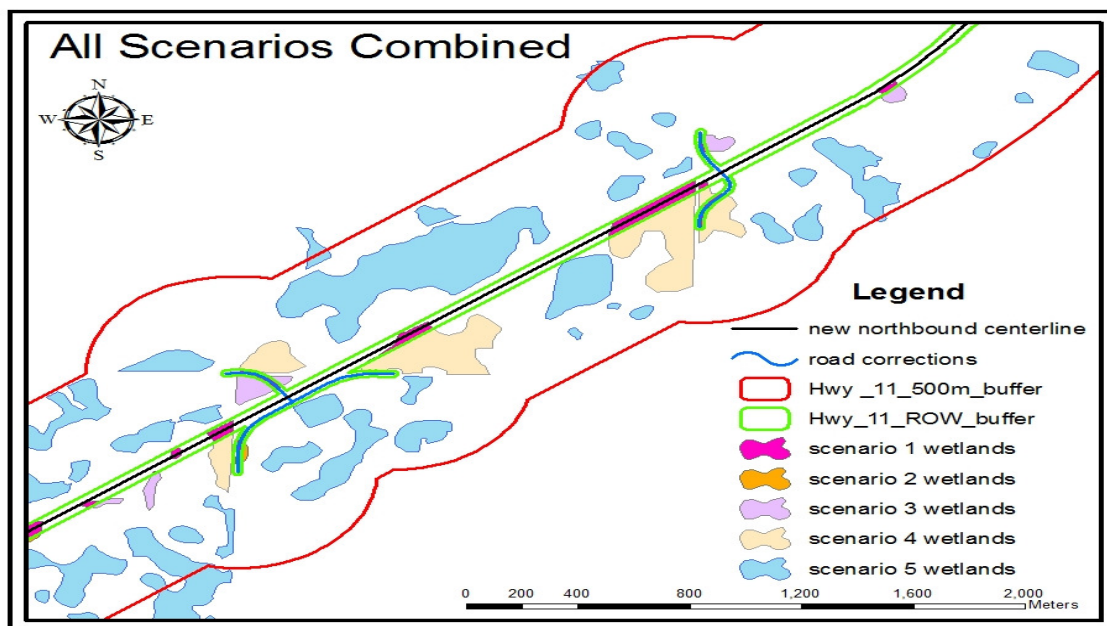 All Scenarios Combined
N
W E
S
Legend
new northbound centerline
road corrections
Hwy _11_500m_buffer
Hwy_11_ROW_buffer
scenario 1 wetlands
scenario 2 wetlands
scenario 3 wetlands
scenario 4 wetlands
scenario 5 wetlands
0 200 400 800 1,200 1,600 2,000
Meters